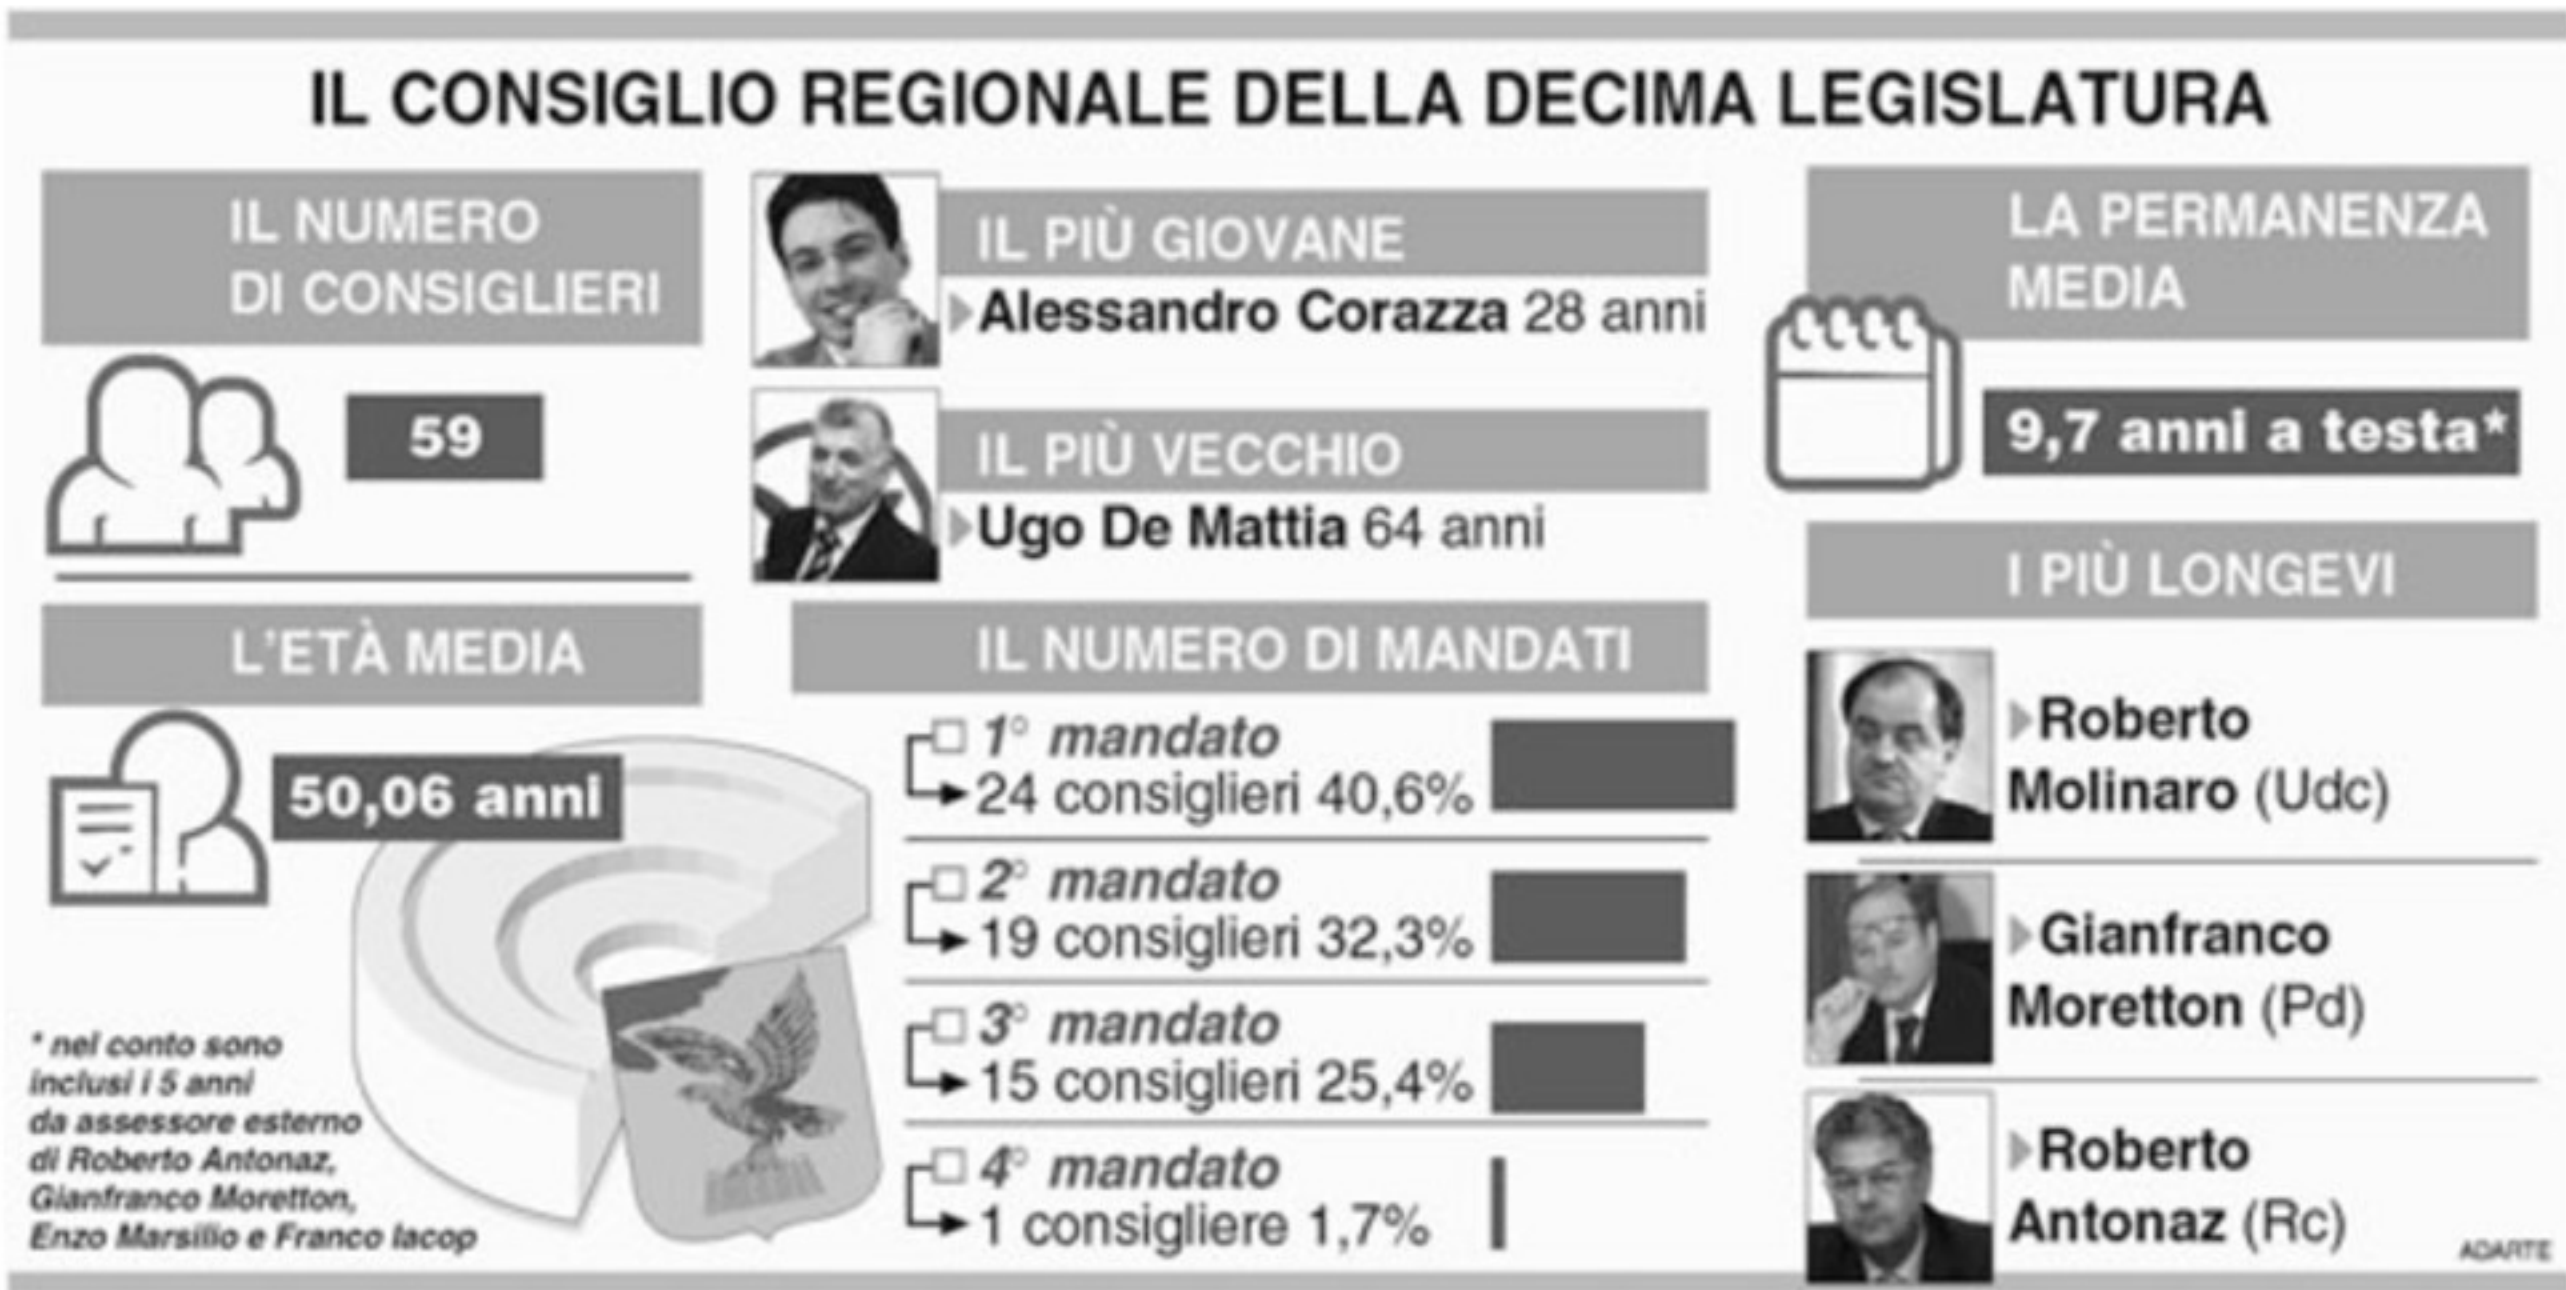 IL CONSIGLIO REGIONALE DELLA DECIMA LEGISLATURA
IL NUMERO
DI CONSIGLIERI
59
L'ETÀ MEDIA
50,06 anni
* nel conto sono
inclusi i 5 anni
da assessore esterno
di Roberto Antonaz,
Gianfranco Moretton,
Enzo Marsilio e Franco Iacop
IL PIÙ GIOVANE
Alessandro Corazza 28 anni
IL PIÙ VECCHIO
Ugo De Mattia 64 anni
IL NUMERO DI MANDATI
1° mandato
24 consiglieri 40,6%
2° mandato
19 consiglieri 32,3%
3° mandato
15 consiglieri 25,4%
4° mandato
1 consigliere 1,7%
LA PERMANENZA
MEDIA
9,7 anni a testa*
I PIÙ LONGEVI
Roberto
Molinaro (Udc)
Gianfranco
Moretton (Pd)
Roberto
Antonaz (Rc)
ADARTE